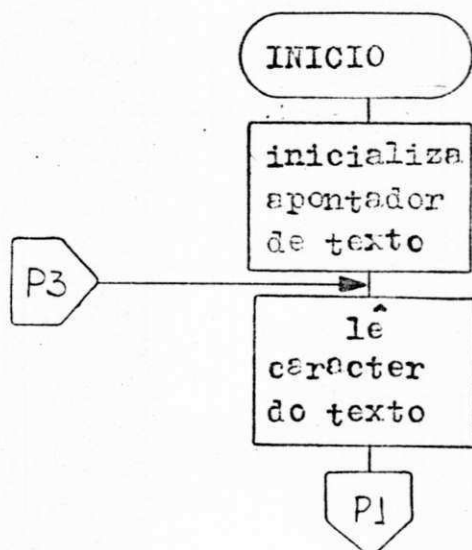 INICIO
inicializa
apontador
de texto
P3
lê
caracter
do texto
P1